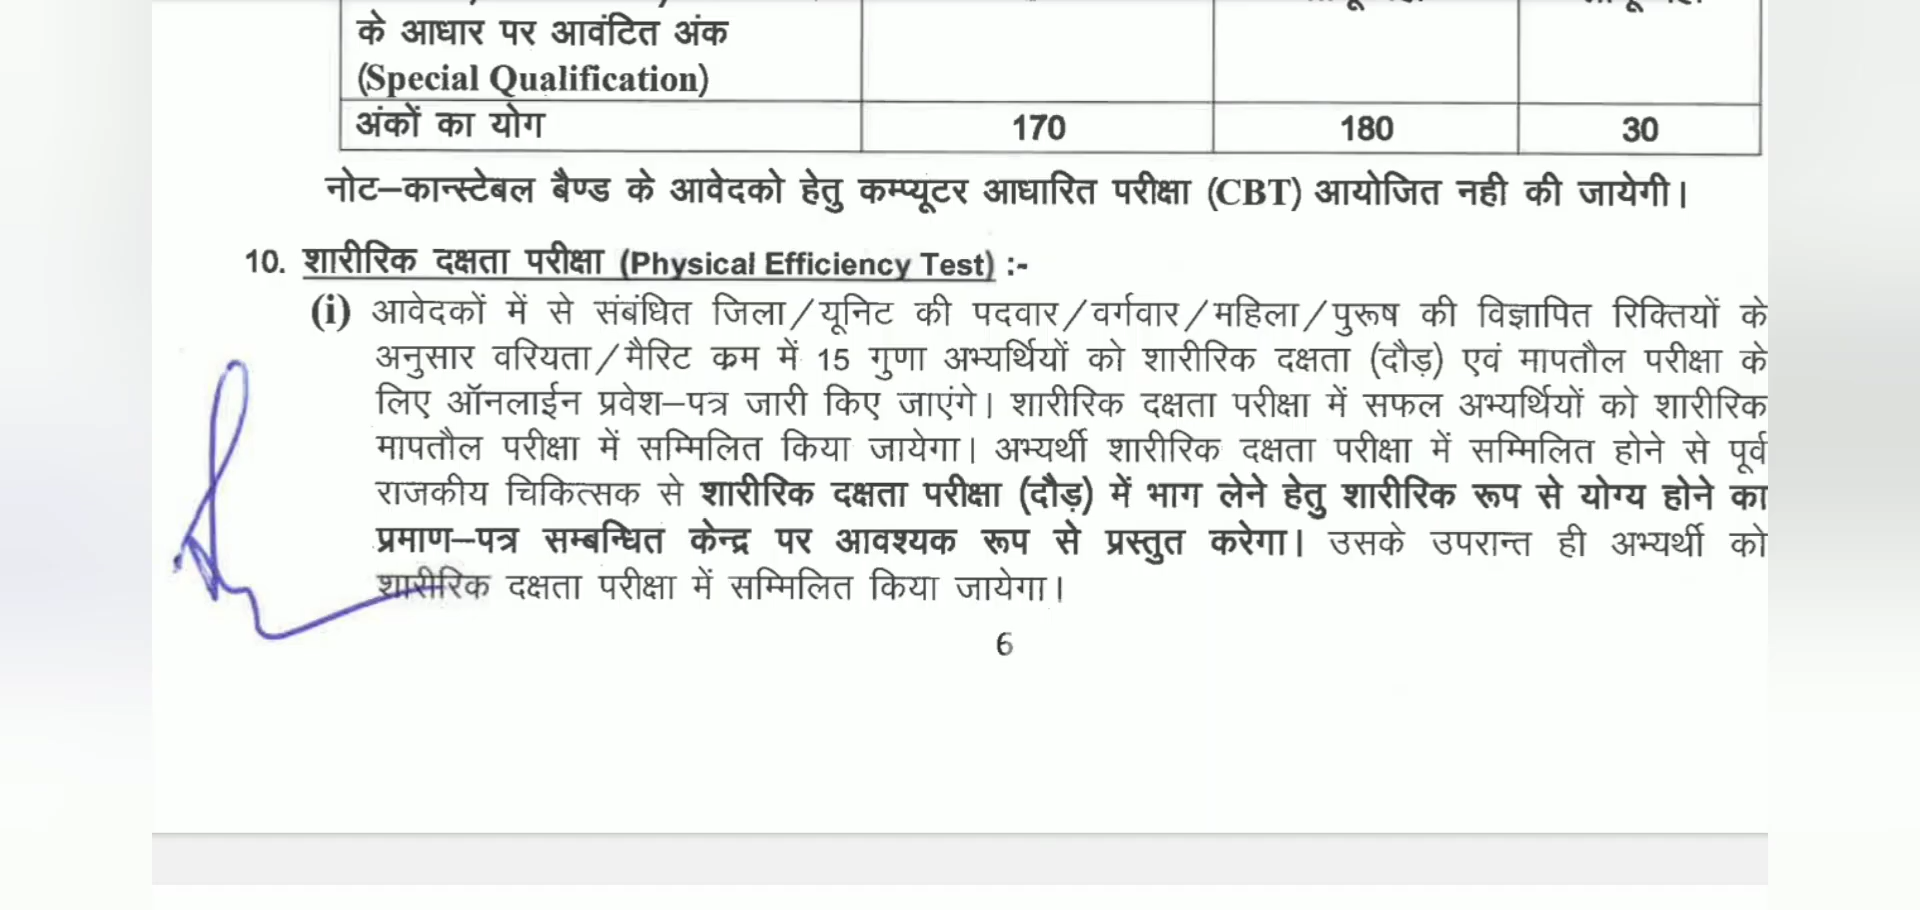 के आधार पर आवंटित अंक
(Special Qualification)
अंकों का योग 170 180 30
नोट–कान्स्टेबल बैण्ड के आवेदको हेतु कम्प्यूटर आधारित परीक्षा (CBT) आयोजित नही की जायेगी।
10. शारीरिक दक्षता परीक्षा (Physical Efficiency Test) :-
(i) आवेदकों में से संबंधित जिला/यूनिट की पदवार/वर्गवार/महिला/पुरूष की विज्ञापित रिक्तियों के
अनुसार वरियता/मैरिट क्रम में 15 गुणा अभ्यर्थियों को शारीरिक दक्षता (दौड़) एवं मापतौल परीक्षा के
लिए ऑनलाईन प्रवेश–पत्र जारी किए जाएंगे। शारीरिक दक्षता परीक्षा में सफल अभ्यर्थियों को शारीरिक
मापतौल परीक्षा में सम्मिलित किया जायेगा। अभ्यर्थी शारीरिक दक्षता परीक्षा में सम्मिलित होने से पूर्व
राजकीय चिकित्सक से शारीरिक दक्षता परीक्षा (दौड़) में भाग लेने हेतु शारीरिक रूप से योग्य होने का
प्रमाण–पत्र सम्बन्धित केन्द्र पर आवश्यक रूप से प्रस्तुत करेगा। उसके उपरान्त ही अभ्यर्थी को
शारीरिक दक्षता परीक्षा में सम्मिलित किया जायेगा।
6